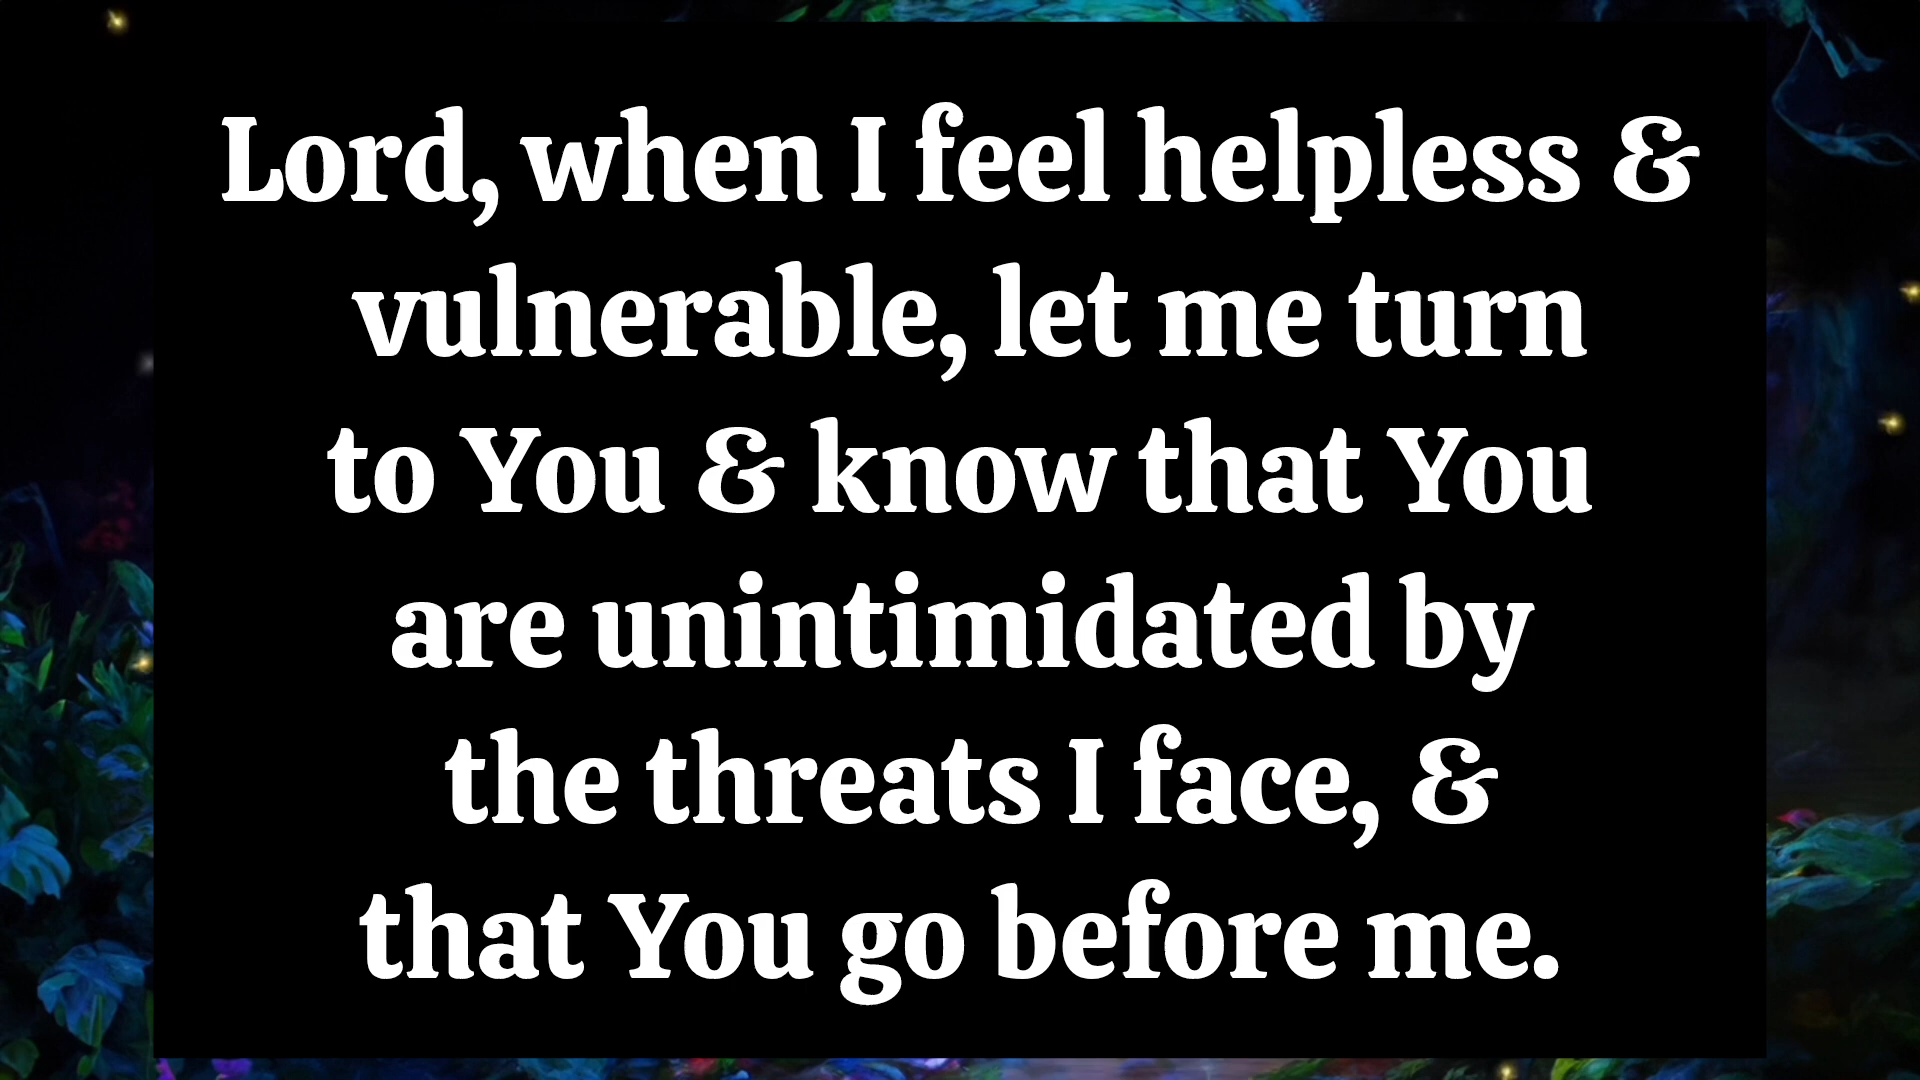 Lord, when I feel helpless &
vulnerable, let me turn
to You & know that You
are unintimidated by
the threats I face, &
that You go before me.